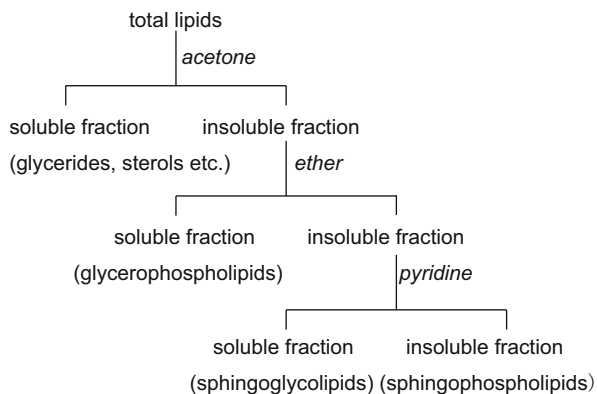 total lipids
acetone
soluble fraction
insoluble fraction
(glycerides, sterols etc.)
ether
soluble fraction
insoluble fraction
(glycerophospholipids)
pyridine
soluble fraction
insoluble fraction
(sphingoglycolipids)
(sphingophospholipids)